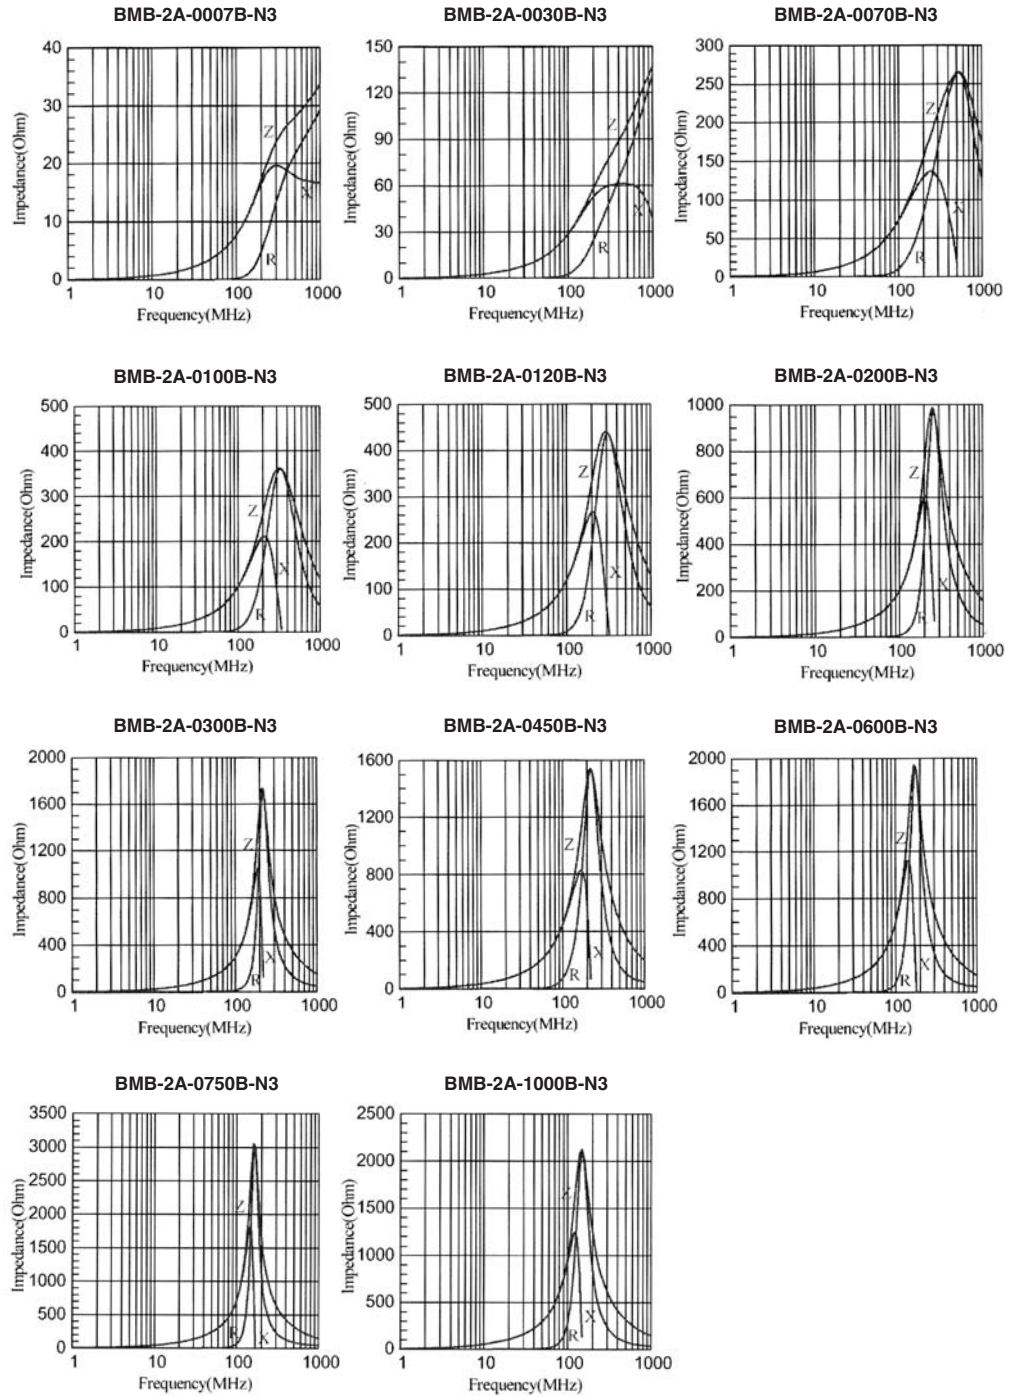 BMB-2A-0007B-N3
40
30
20
10
0
Impedance(Ohm)
Z
X
R
1 10 100 1000
Frequency(MHz)
BMB-2A-0030B-N3
150
120
90
60
30
0
Impedance(Ohm)
Z
X
R
1 10 100 1000
Frequency(MHz)
BMB-2A-0070B-N3
300
250
200
150
100
50
0
Impedance(Ohm)
Z
X
R
1 10 100 1000
Frequency(MHz)
BMB-2A-0100B-N3
500
400
300
200
100
0
Impedance(Ohm)
Z
X
R
1 10 100 1000
Frequency(MHz)
BMB-2A-0120B-N3
500
400
300
200
100
0
Impedance(Ohm)
Z
X
R
1 10 100 1000
Frequency(MHz)
BMB-2A-0200B-N3
1000
800
600
400
200
0
Impedance(Ohm)
Z
X
R
1 10 100 1000
Frequency(MHz)
BMB-2A-0300B-N3
2000
1600
1200
800
400
0
Impedance(Ohm)
Z
X
R
1 10 100 1000
Frequency(MHz)
BMB-2A-0450B-N3
1600
1200
800
400
0
Impedance(Ohm)
Z
X
R
1 10 100 1000
Frequency(MHz)
BMB-2A-0600B-N3
2000
1600
1200
800
400
0
Impedance(Ohm)
Z
X
R
1 10 100 1000
Frequency(MHz)
BMB-2A-0750B-N3
3500
3000
2500
2000
1500
1000
500
0
Impedance(Ohm)
Z
R
X
1 10 100 1000
Frequency(MHz)
BMB-2A-1000B-N3
2500
2000
1500
1000
500
0
Impedance(Ohm)
Z
X
R
1 10 100 1000
Frequency(MHz)